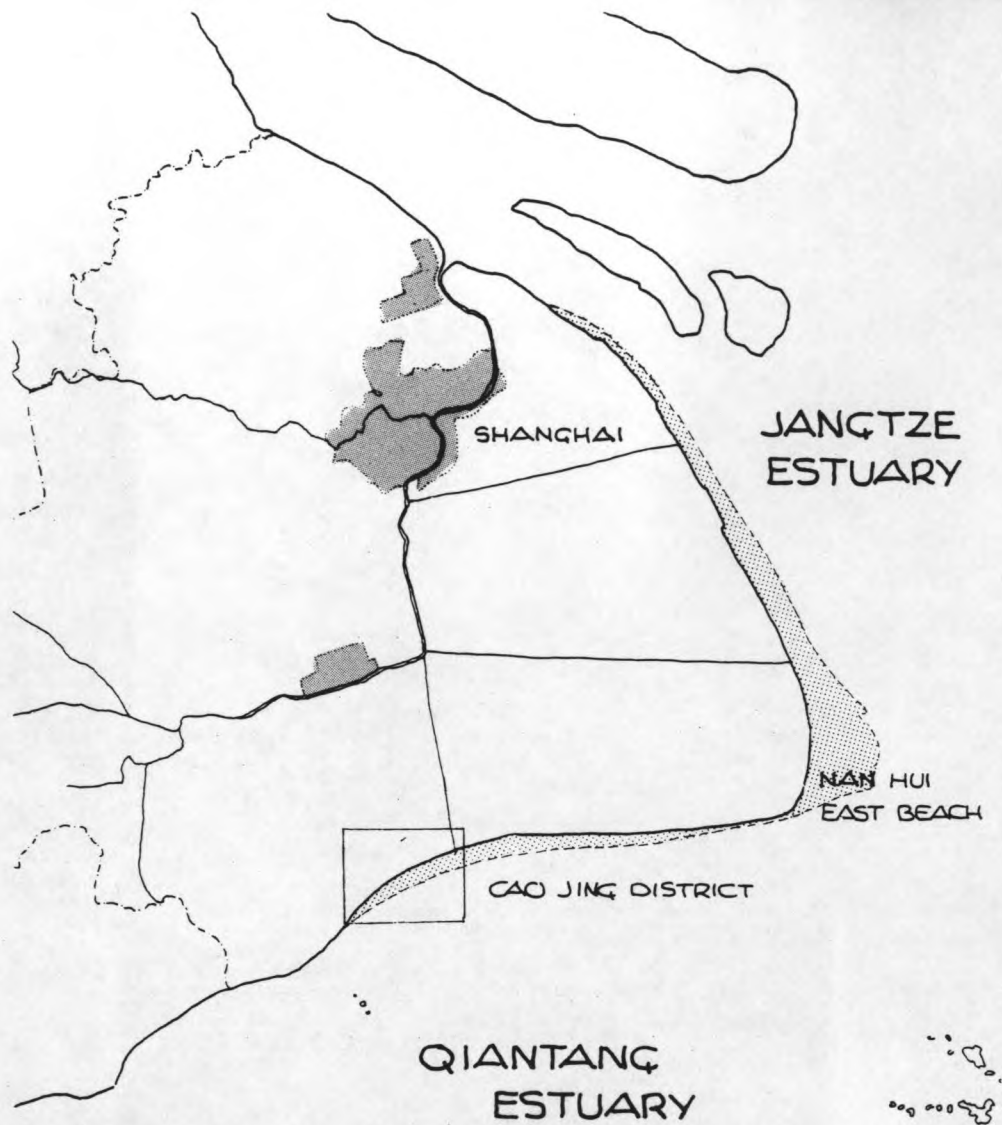 SHANGHAI
JANGTZE
ESTUARY
NAN HUI
EAST BEACH
CAO JING DISTRICT
QIANTANG
ESTUARY